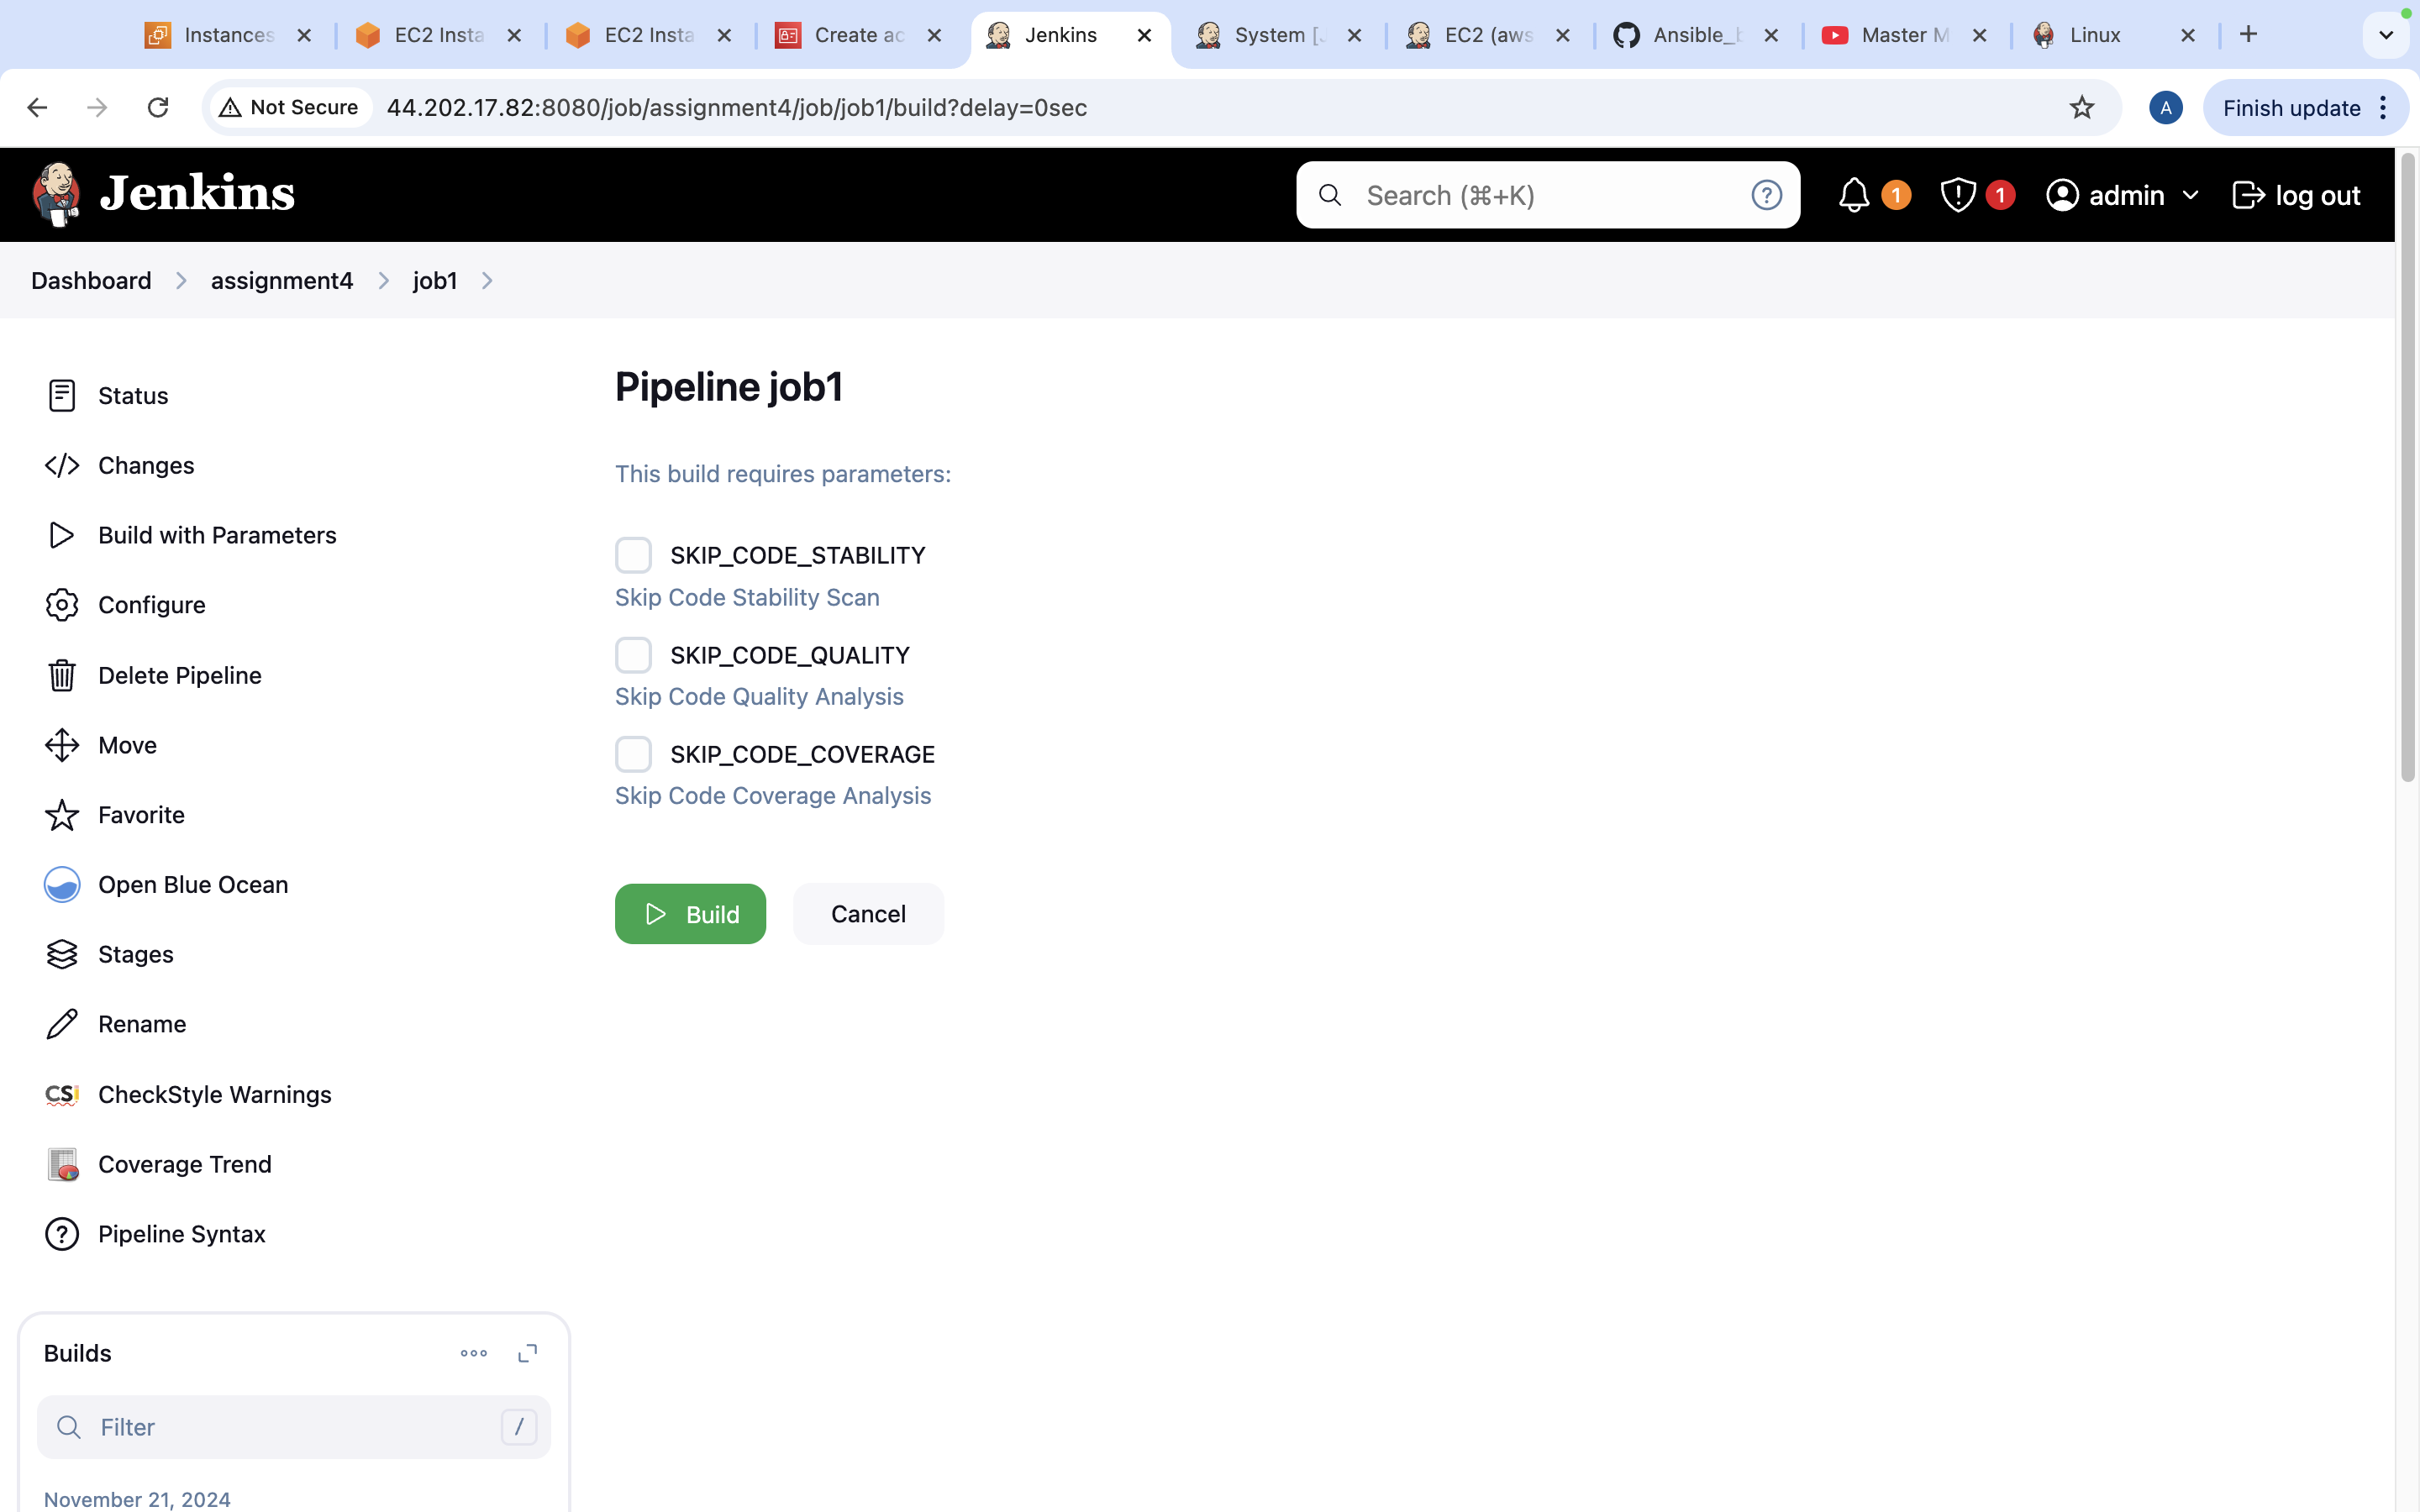 Instances
EC2 Insta
EC2 Insta
Create ac
Jenkins
System [J
EC2 (aws
Ansible_b
Master M
Linux
Not Secure
44.202.17.82:8080/job/assignment4/job/job1/build?delay=0sec
A
Finish update
Jenkins
Search (⌘+K)
?
1
1
admin
log out
Dashboard
assignment4
job1
Status
Changes
Build with Parameters
Configure
Delete Pipeline
Move
Favorite
Open Blue Ocean
Stages
Rename
CheckStyle Warnings
Coverage Trend
Pipeline Syntax
Builds
Filter
/
November 21, 2024
Pipeline job1
This build requires parameters:
SKIP_CODE_STABILITY
Skip Code Stability Scan
SKIP_CODE_QUALITY
Skip Code Quality Analysis
SKIP_CODE_COVERAGE
Skip Code Coverage Analysis
Build
Cancel